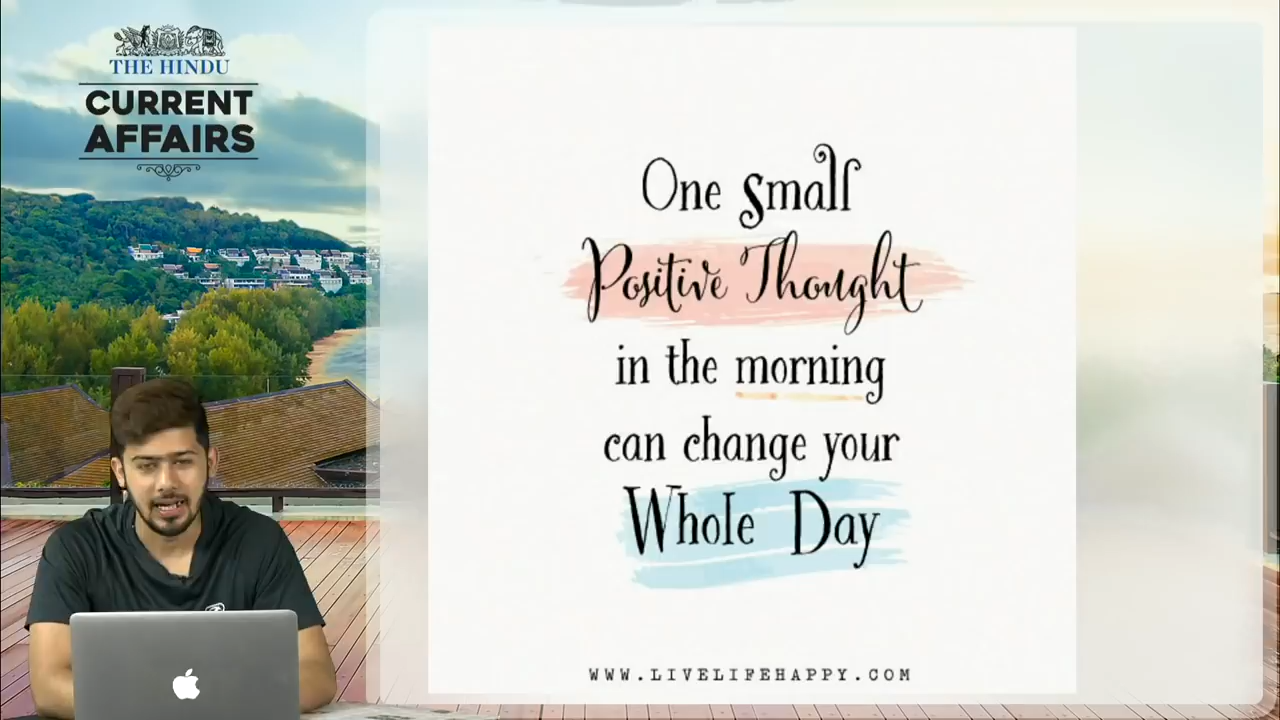 THE HINDU
CURRENT
AFFAIRS
One Small
Positive Thought
in the morning
can change your
Whole Day
WWW.LIVELIFEHAPPY.COM